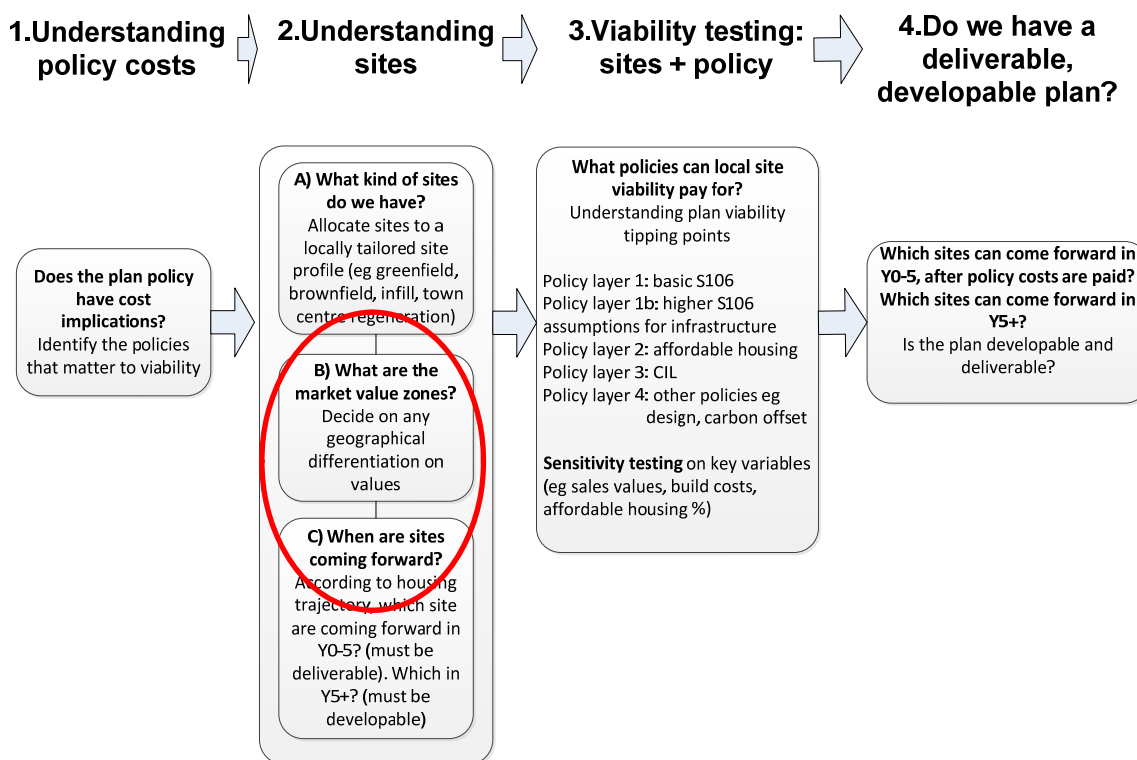 1.Understanding
policy costs
2.Understanding
sites
3.Viability testing:
sites + policy
4.Do we have a
deliverable,
developable plan?
Does the plan policy
have cost
implications?
Identify the policies
that matter to viability
A) What kind of sites
do we have?
Allocate sites to a
locally tailored site
profile (eg greenfield,
brownfield, infill, town
centre regeneration)
B) What are the
market value zones?
Decide on any
geographical
differentiation on
values
C) When are sites
coming forward?
According to housing
trajectory, which site
are coming forward in
Y0-5? (must be
deliverable). Which in
Y5+? (must be
developable)
What policies can local site
viability pay for?
Understanding plan viability
tipping points
Policy layer 1: basic S106
Policy layer 1b: higher S106
assumptions for infrastructure
Policy layer 2: affordable housing
Policy layer 3: CIL
Policy layer 4: other policies eg
design, carbon offset
Sensitivity testing on key variables
(eg sales values, build costs,
affordable housing %)
Which sites can come forward in
Y0-5, after policy costs are paid?
Which sites can come forward in
Y5+?
Is the plan developable and
deliverable?